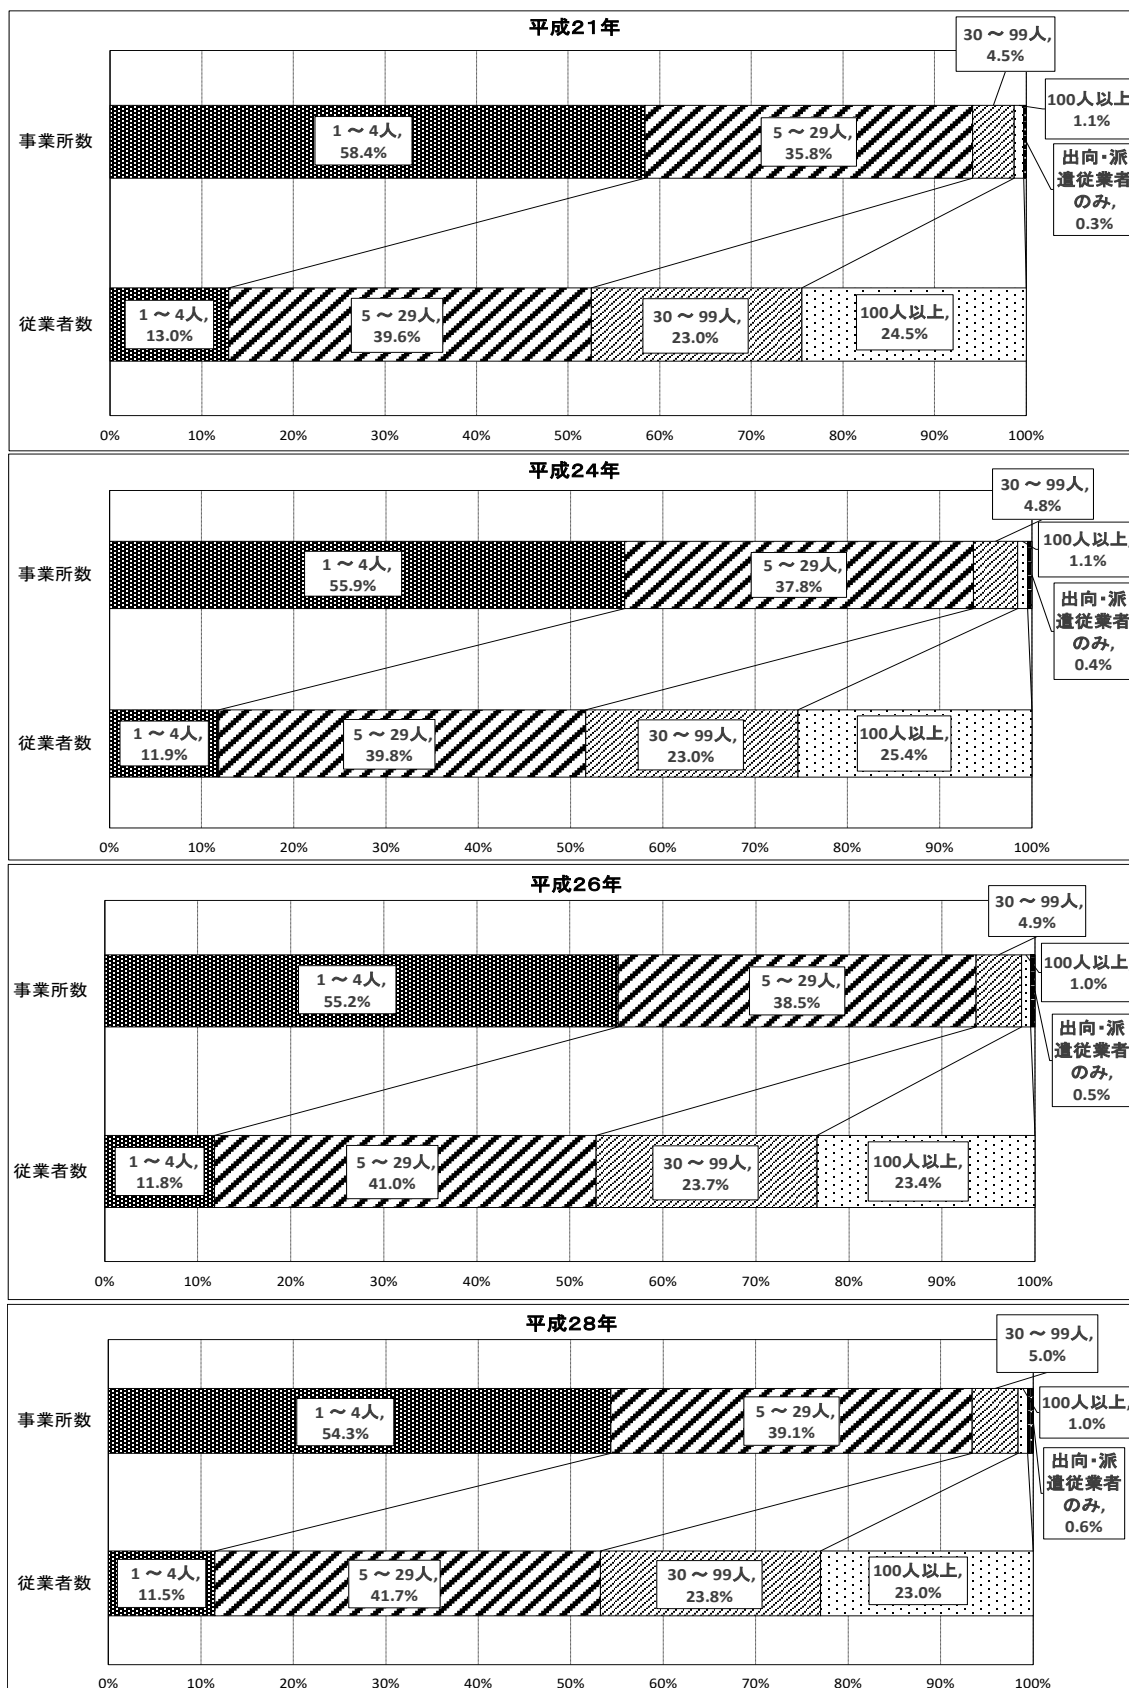 平成21年
30～99人,
4.5%
100人以上,
1.1%
出向・派
遣従業者
のみ,
0.3%
事業所数
1～4人,
58.4%
5～29人,
35.8%
従業者数
1～4人,
13.0%
5～29人,
39.6%
30～99人,
23.0%
100人以上,
24.5%
0% 10% 20% 30% 40% 50% 60% 70% 80% 90% 100%
平成24年
30～99人,
4.8%
100人以上,
1.1%
出向・派
遣従業者
のみ,
0.4%
事業所数
1～4人,
55.9%
5～29人,
37.8%
従業者数
1～4人,
11.9%
5～29人,
39.8%
30～99人,
23.0%
100人以上,
25.4%
0% 10% 20% 30% 40% 50% 60% 70% 80% 90% 100%
平成26年
30～99人,
4.9%
100人以上,
1.0%
出向・派
遣従業者
のみ,
0.5%
事業所数
1～4人,
55.2%
5～29人,
38.5%
従業者数
1～4人,
11.8%
5～29人,
41.0%
30～99人,
23.7%
100人以上,
23.4%
0% 10% 20% 30% 40% 50% 60% 70% 80% 90% 100%
平成28年
30～99人,
5.0%
100人以上,
1.0%
出向・派
遣従業者
のみ,
0.6%
事業所数
1～4人,
54.3%
5～29人,
39.1%
従業者数
1～4人,
11.5%
5～29人,
41.7%
30～99人,
23.8%
100人以上,
23.0%
0% 10% 20% 30% 40% 50% 60% 70% 80% 90% 100%